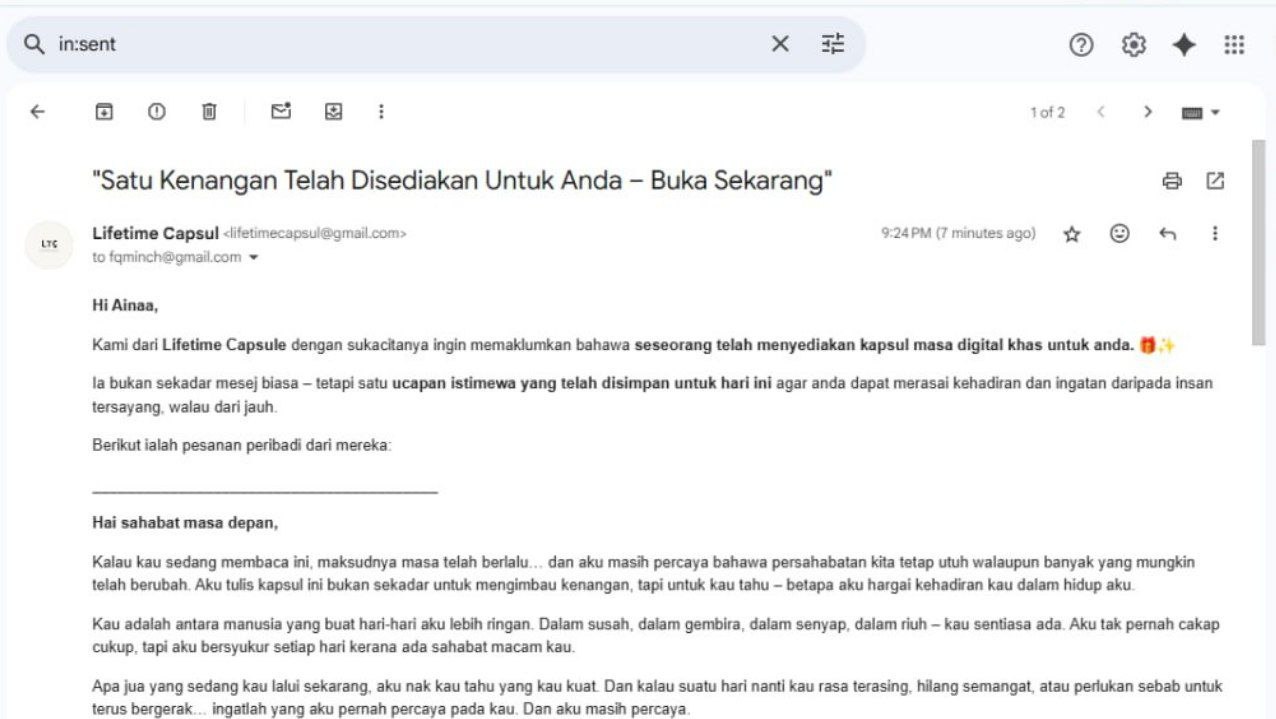 in:sent
1 of 2
"Satu Kenangan Telah Disediakan Untuk Anda – Buka Sekarang"
LTC
Lifetime Capsul <lifetimecapsul@gmail.com>
9:24 PM (7 minutes ago)
to fqminch@gmail.com
Hi Ainaa,
Kami dari Lifetime Capsule dengan sukacitanya ingin memaklumkan bahawa seseorang telah menyediakan kapsul masa digital khas untuk anda. 🎁✨
Ia bukan sekadar mesej biasa – tetapi satu ucapan istimewa yang telah disimpan untuk hari ini agar anda dapat merasai kehadiran dan ingatan daripada insan
tersayang, walau dari jauh.
Berikut ialah pesanan peribadi dari mereka:
Hai sahabat masa depan,
Kalau kau sedang membaca ini, maksudnya masa telah berlalu... dan aku masih percaya bahawa persahabatan kita tetap utuh walaupun banyak yang mungkin
telah berubah. Aku tulis kapsul ini bukan sekadar untuk mengimbau kenangan, tapi untuk kau tahu – betapa aku hargai kehadiran kau dalam hidup aku.
Kau adalah antara manusia yang buat hari-hari aku lebih ringan. Dalam susah, dalam gembira, dalam senyap, dalam riuh – kau sentiasa ada. Aku tak pernah cakap
cukup, tapi aku bersyukur setiap hari kerana ada sahabat macam kau.
Apa jua yang sedang kau lalui sekarang, aku nak kau tahu yang kau kuat. Dan kalau suatu hari nanti kau rasa terasing, hilang semangat, atau perlukan sebab untuk
terus bergerak... ingatlah yang aku pernah percaya pada kau. Dan aku masih percaya.